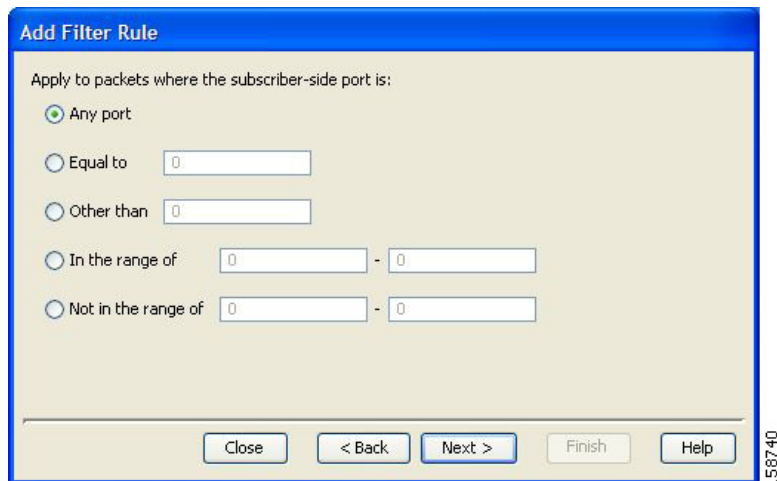 Add Filter Rule
Apply to packets where the subscriber-side port is:
Any port
Equal to 0
Other than 0
In the range of 0 - 0
Not in the range of 0 - 0
Close < Back Next > Finish Help
58740